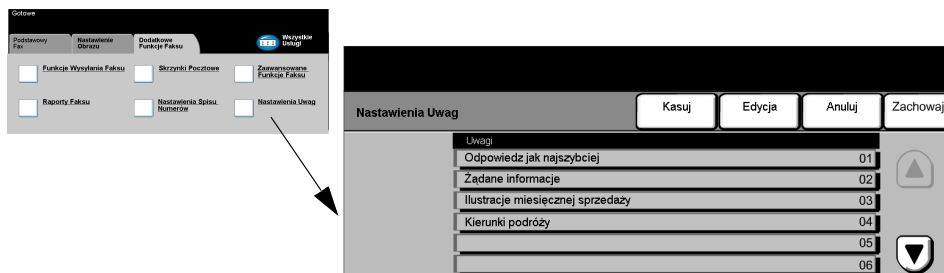 Gotowe
Podstawowy Fax
Nastawienie Obrazu
Dodatkowe Funkcje Faksu
Wszystkie Usługi
Funkcje Wysyłania Faksu
Skrzynki Pocztowe
Zaawansowane Funkcje Faksu
Raporty Faksu
Nastawienia Spisu Numerów
Nastawienia Uwag
Nastawienia Uwag
Kasuj
Edycja
Anuluj
Zachowaj
Uwagi
Odpowiedz jak najszybciej 01
Żądane informacje 02
Ilustracje miesięcznej sprzedaży 03
Kierunki podróży 04
05
06